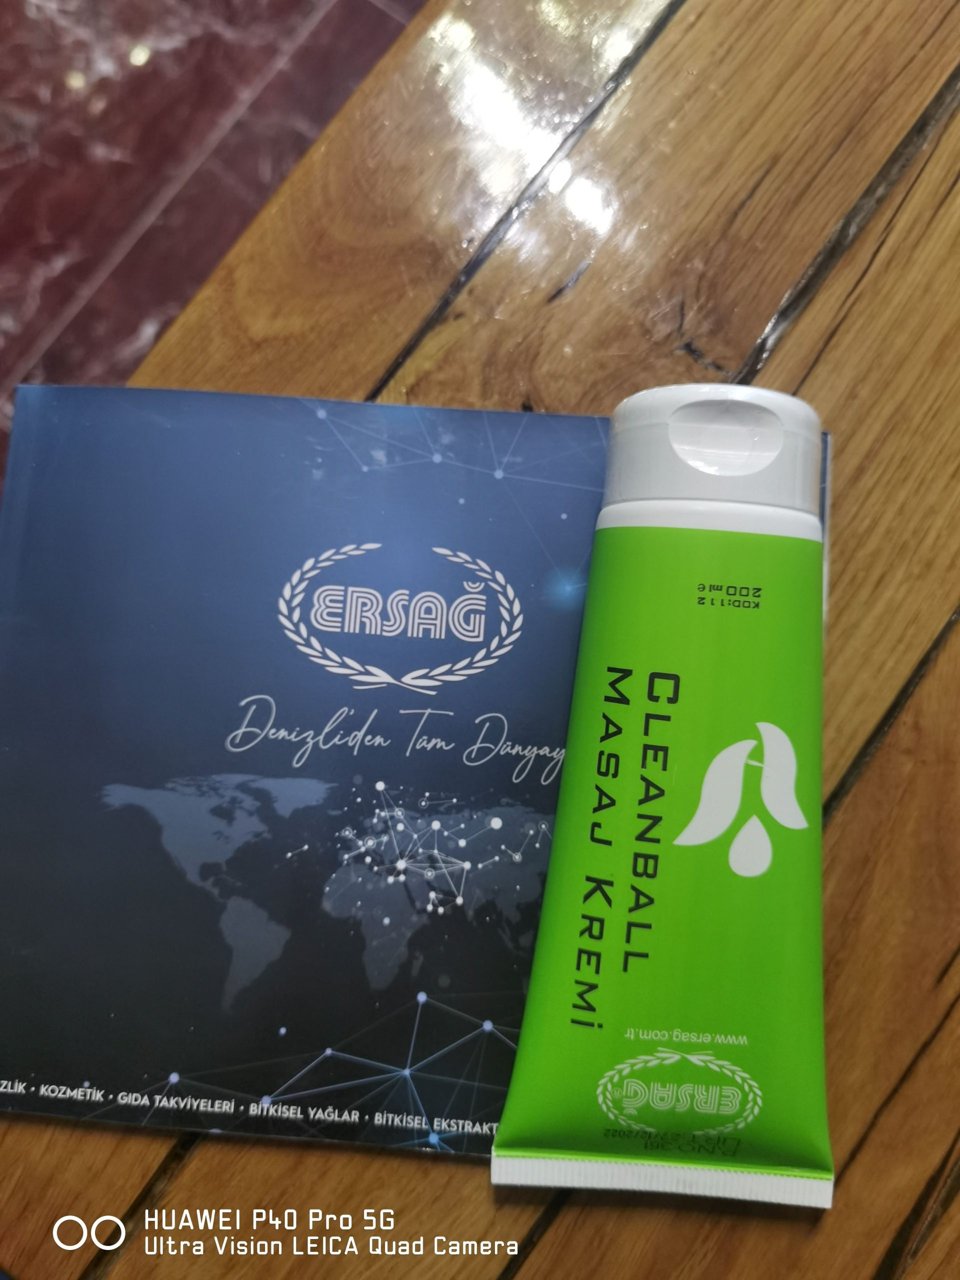 ERSAĞ
Denizli'den Tüm Dünyay
ZLİK • KOZMETİK • GIDA TAKVİYELERİ • BİTKİSEL YAĞLAR • BİTKİSEL EKSTRAKT
KOD:112
200 ml e
CLEANBALL
MASAJ KREMİ
www.ersag.com.tr
ERSAĞ
HUAWEI P40 Pro 5G
Ultra Vision LEICA Quad Camera